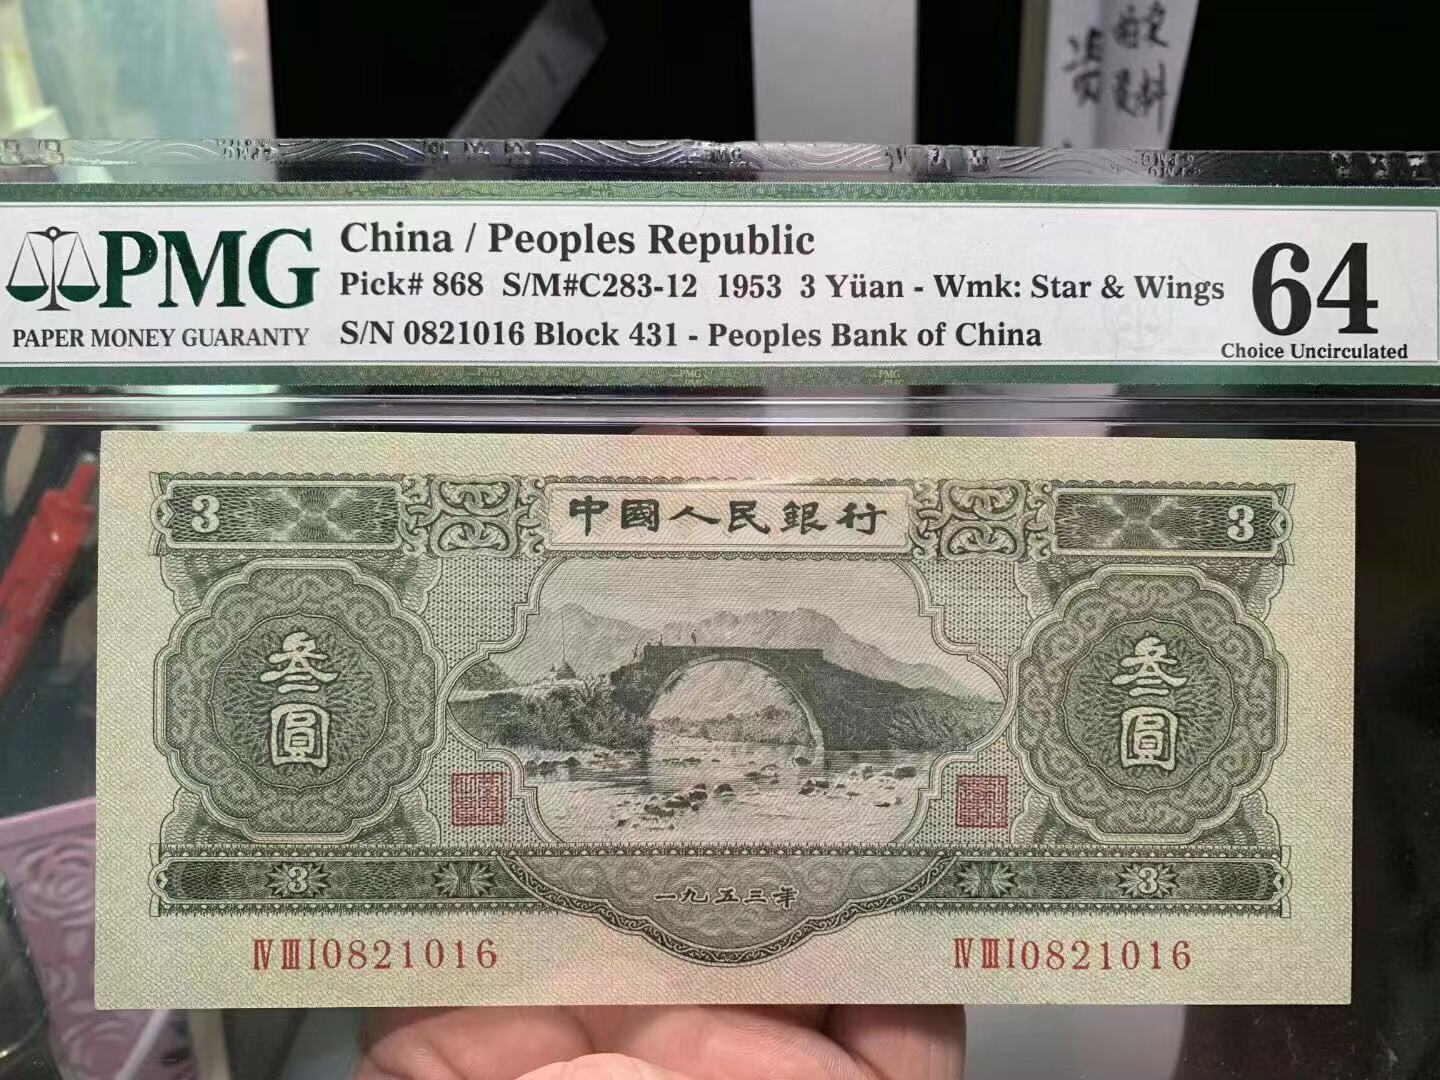 PMG
PAPER MONEY GUARANTY
China / Peoples Republic
Pick# 868 S/M#C283-12 1953 3 Yüan - Wmk: Star & Wings
S/N 0821016 Block 431 - Peoples Bank of China
64
Choice Uncirculated
3
中國人民銀行
3
叁圓
叁圓
3
一九五三年
3
ⅣⅢⅠ0821016
ⅣⅢⅠ0821016